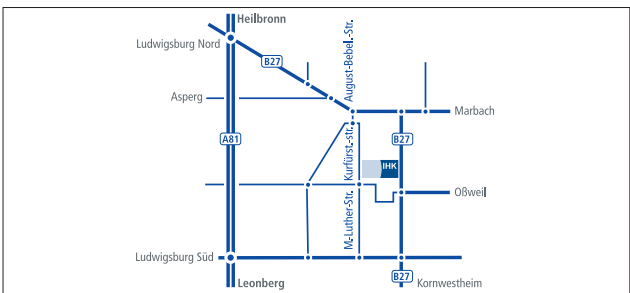 Heilbronn
Ludwigsburg Nord
B27
August-Bebel.-Str.
Asperg
Marbach
A81
B27
Kurfürst.-str.
IHK
Oßweil
M.-Luther-Str.
Ludwigsburg Süd
B27
Leonberg
Kornwestheim